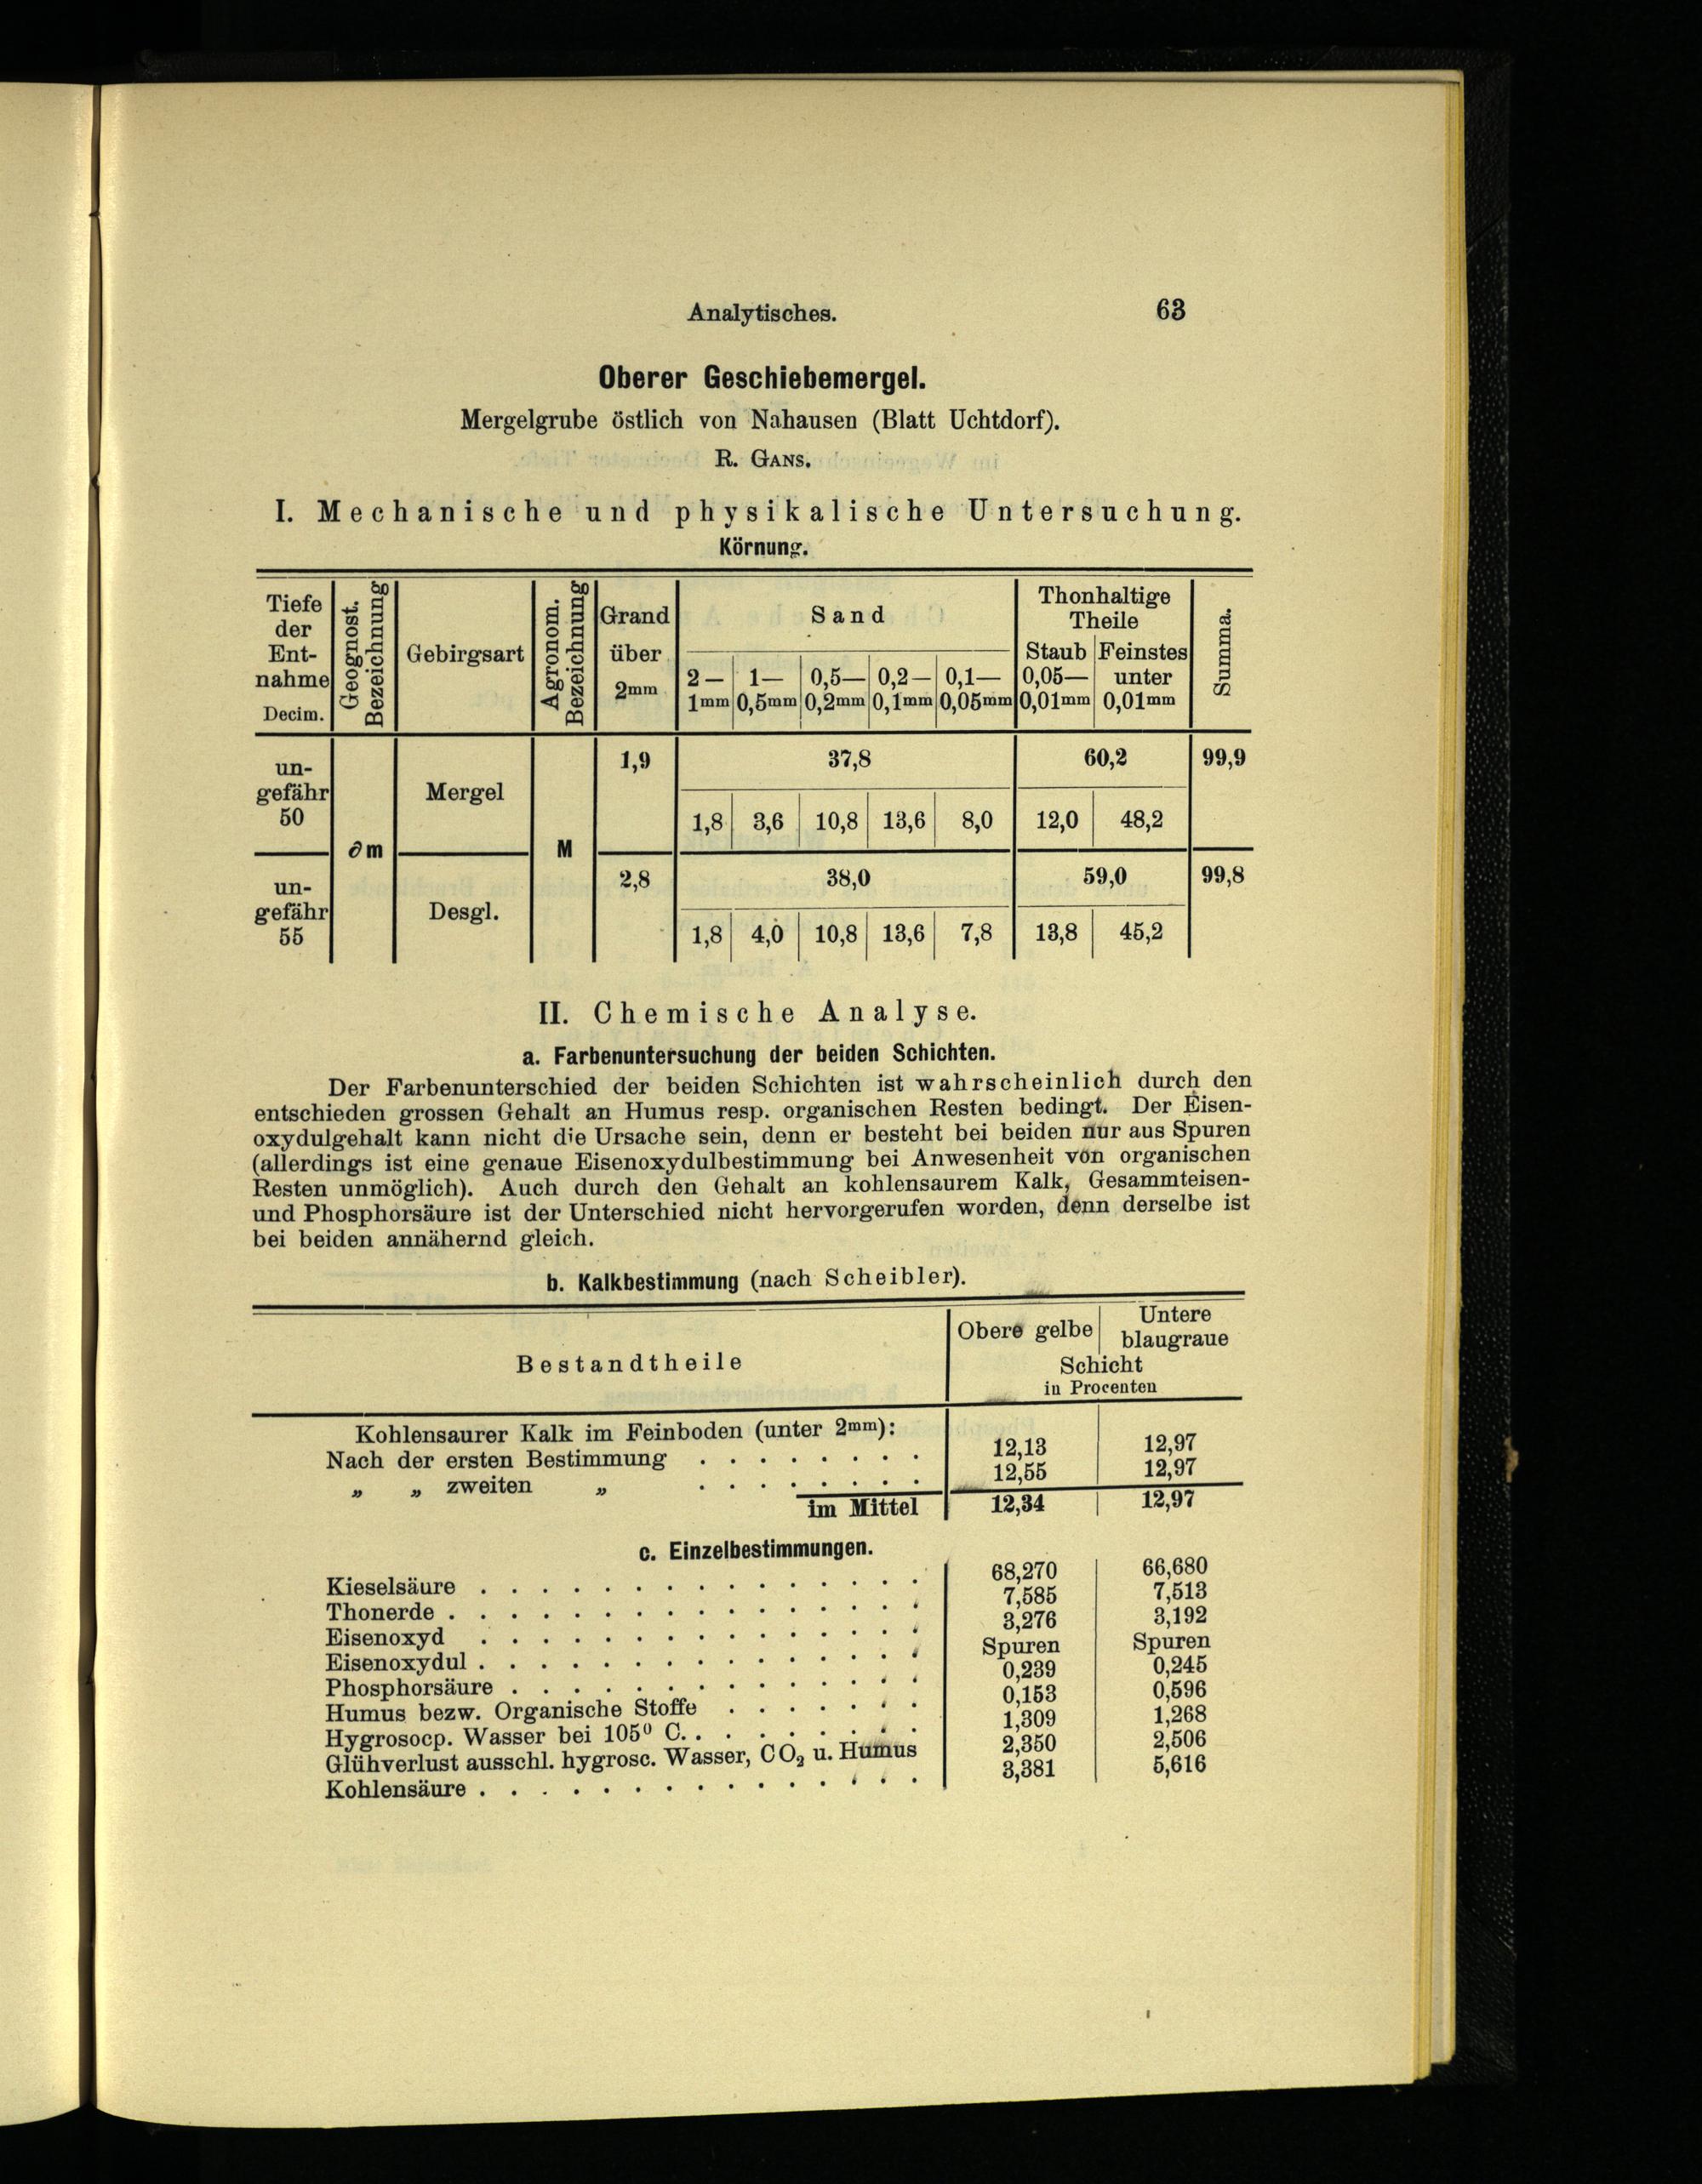 Analytisches. 63
Oberer Geschiebemergel.
Mergelgrube östlich von Nahausen (Blatt Uchtdorf).
R. GANS.
I. Mechanische und physikalische Untersuchung.
Körnung.
Tiefe der Ent- nahme Decim. | Geognost. Bezeichnung | Gebirgsart | Agronom. Bezeichnung | Grand über 2mm | Sand | Thonhaltige Theile | Summa.
2— 1mm | 1— 0,5mm | 0,5— 0,2mm | 0,2— 0,1mm | 0,1— 0,05mm | Staub 0,05— 0,01mm | Feinstes unter 0,01mm
un- gefähr 50 | ∂m | Mergel | M | 1,9 | 37,8 | 60,2 | 99,9
1,8 | 3,6 | 10,8 | 13,6 | 8,0 | 12,0 | 48,2
un- gefähr 55 | Desgl. | 2,8 | 38,0 | 59,0 | 99,8
1,8 | 4,0 | 10,8 | 13,6 | 7,8 | 13,8 | 45,2
II. Chemische Analyse.
a. Farbenuntersuchung der beiden Schichten.
Der Farbenunterschied der beiden Schichten ist wahrscheinlich durch den
entschieden grossen Gehalt an Humus resp. organischen Resten bedingt. Der Eisen-
oxydulgehalt kann nicht die Ursache sein, denn er besteht bei beiden nur aus Spuren
(allerdings ist eine genaue Eisenoxydulbestimmung bei Anwesenheit von organischen
Resten unmöglich). Auch durch den Gehalt an kohlensaurem Kalk, Gesammteisen-
und Phosphorsäure ist der Unterschied nicht hervorgerufen worden, denn derselbe ist
bei beiden annähernd gleich.
b. Kalkbestimmung (nach Scheibler).
Bestandtheile | Obere gelbe | Untere blaugraue
Schicht
in Procenten
Kohlensaurer Kalk im Feinboden (unter 2mm):
Nach der ersten Bestimmung . . . . . . . . 12,13 | 12,97
„ „ zweiten „ . . . . . . . . 12,55 | 12,97
im Mittel 12,34 | 12,97
c. Einzelbestimmungen.
Kieselsäure . . . . . . . . . . . . . . . 68,270 | 66,680
Thonerde . . . . . . . . . . . . . . . . 7,585 | 7,513
Eisenoxyd . . . . . . . . . . . . . . . 3,276 | 3,192
Eisenoxydul . . . . . . . . . . . . . . . Spuren | Spuren
Phosphorsäure . . . . . . . . . . . . . . 0,239 | 0,245
Humus bezw. Organische Stoffe . . . . . . . 0,153 | 0,596
Hygrosocp. Wasser bei 105⁰ C. . . . . . . . . 1,309 | 1,268
Glühverlust ausschl. hygrosc. Wasser, CO₂ u. Humus 2,350 | 2,506
Kohlensäure . . . . . . . . . . . . . . . 3,381 | 5,616